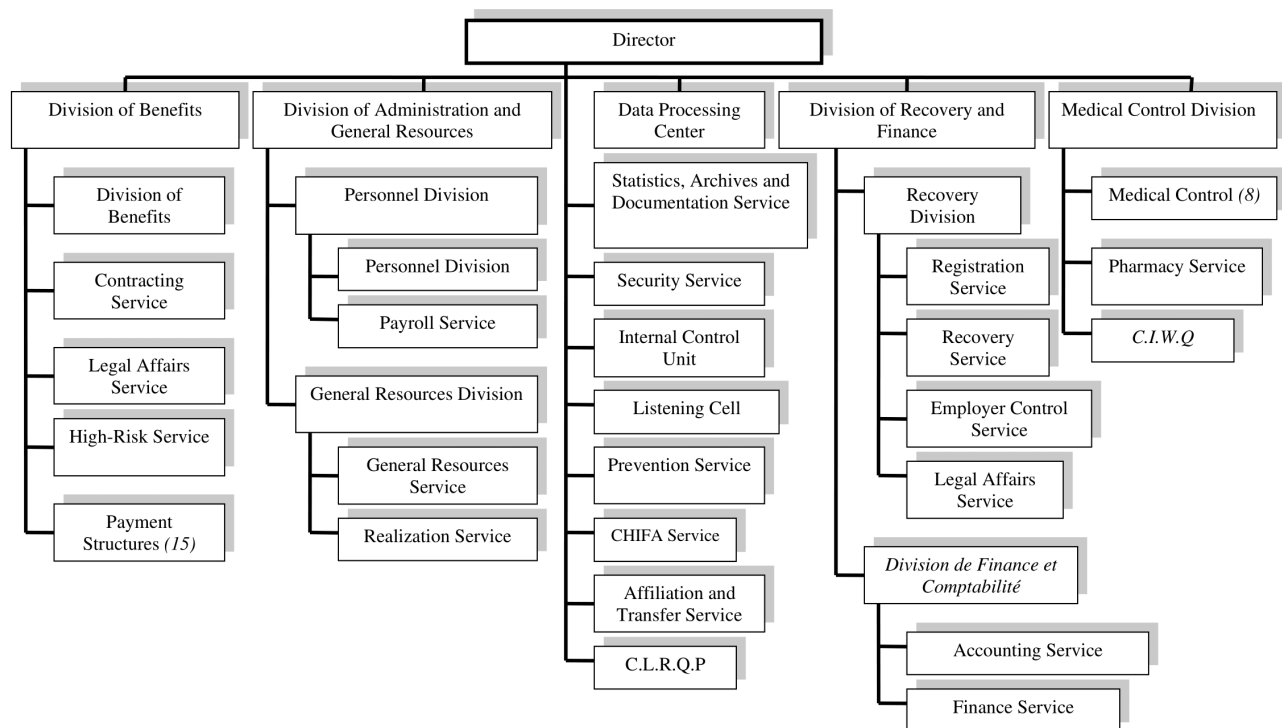 Director
Division of Benefits
Division of Benefits
Contracting
Service
Legal Affairs
Service
High-Risk Service
Payment
Structures (15)
Division of Administration and
General Resources
Personnel Division
Personnel Division
Payroll Service
General Resources Division
General Resources
Service
Realization Service
Data Processing
Center
Statistics, Archives and
Documentation Service
Security Service
Internal Control
Unit
Listening Cell
Prevention Service
CHIFA Service
Affiliation and
Transfer Service
C.L.R.Q.P
Division of Recovery and
Finance
Recovery
Division
Registration
Service
Recovery
Service
Employer Control
Service
Legal Affairs
Service
Division de Finance et
Comptabilité
Accounting Service
Finance Service
Medical Control Division
Medical Control (8)
Pharmacy Service
C.I.W.Q